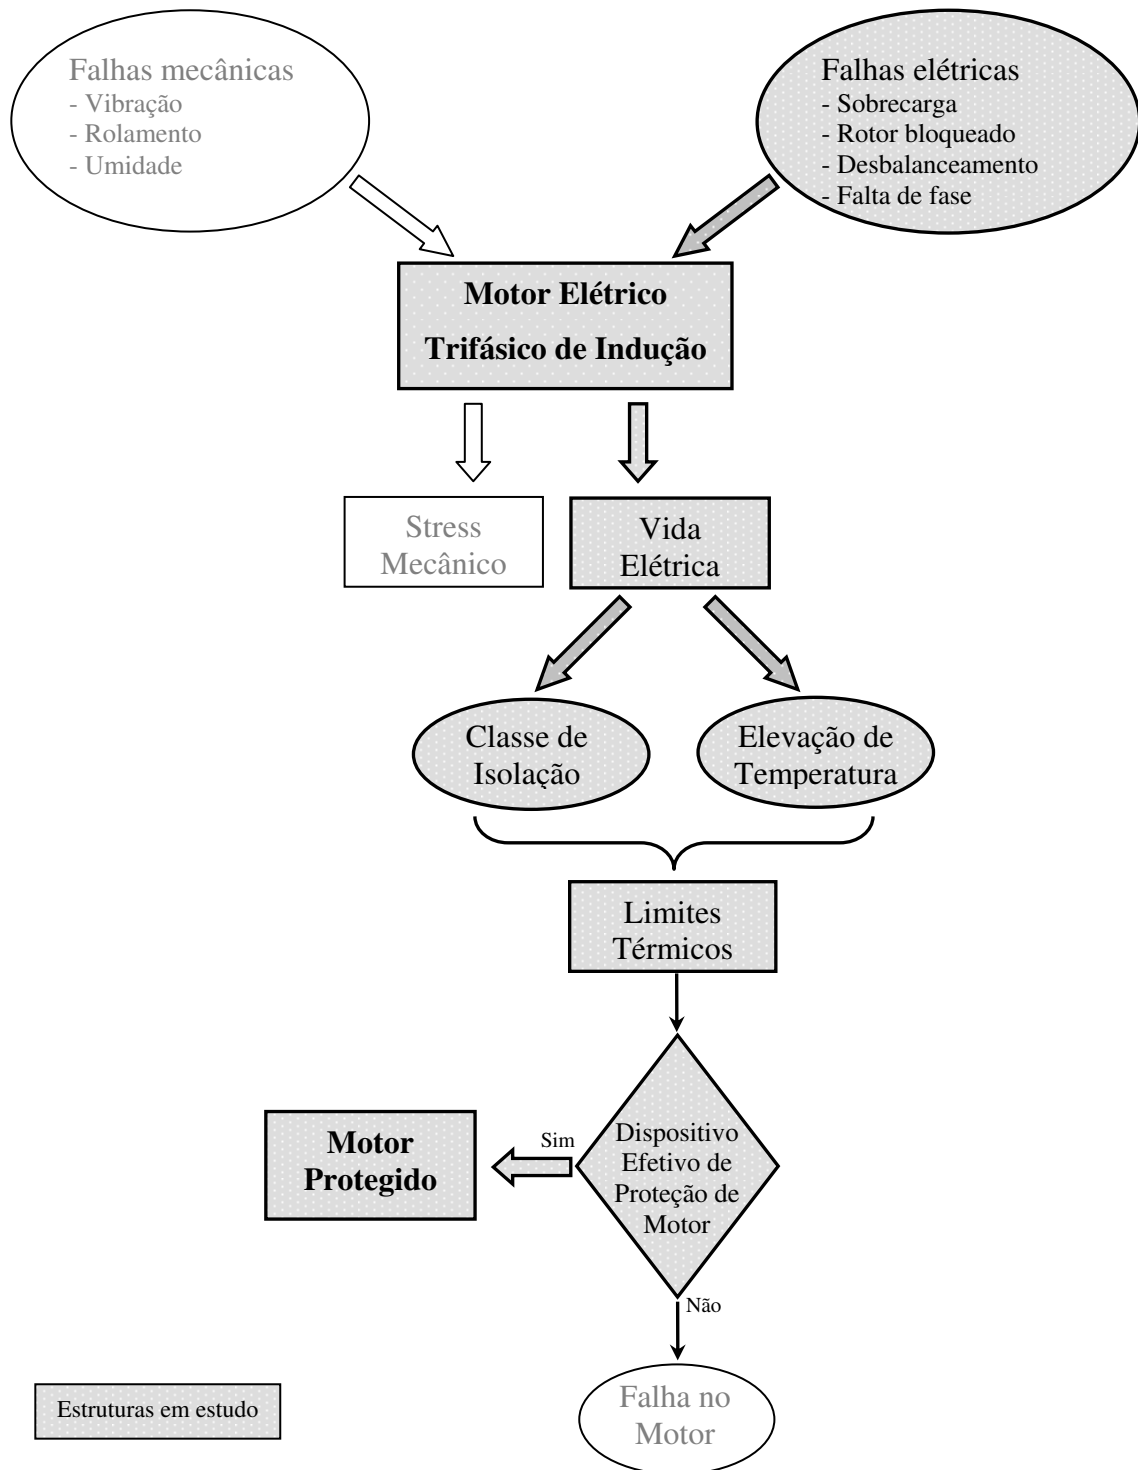 Falhas mecânicas
- Vibração
- Rolamento
- Umidade
Falhas elétricas
- Sobrecarga
- Rotor bloqueado
- Desbalanceamento
- Falta de fase
Motor Elétrico
Trifásico de Indução
Stress
Mecânico
Vida
Elétrica
Classe de
Isolação
Elevação de
Temperatura
Limites
Térmicos
Dispositivo
Efetivo de
Proteção de
Motor
Sim
Motor
Protegido
Não
Falha no
Motor
Estruturas em estudo